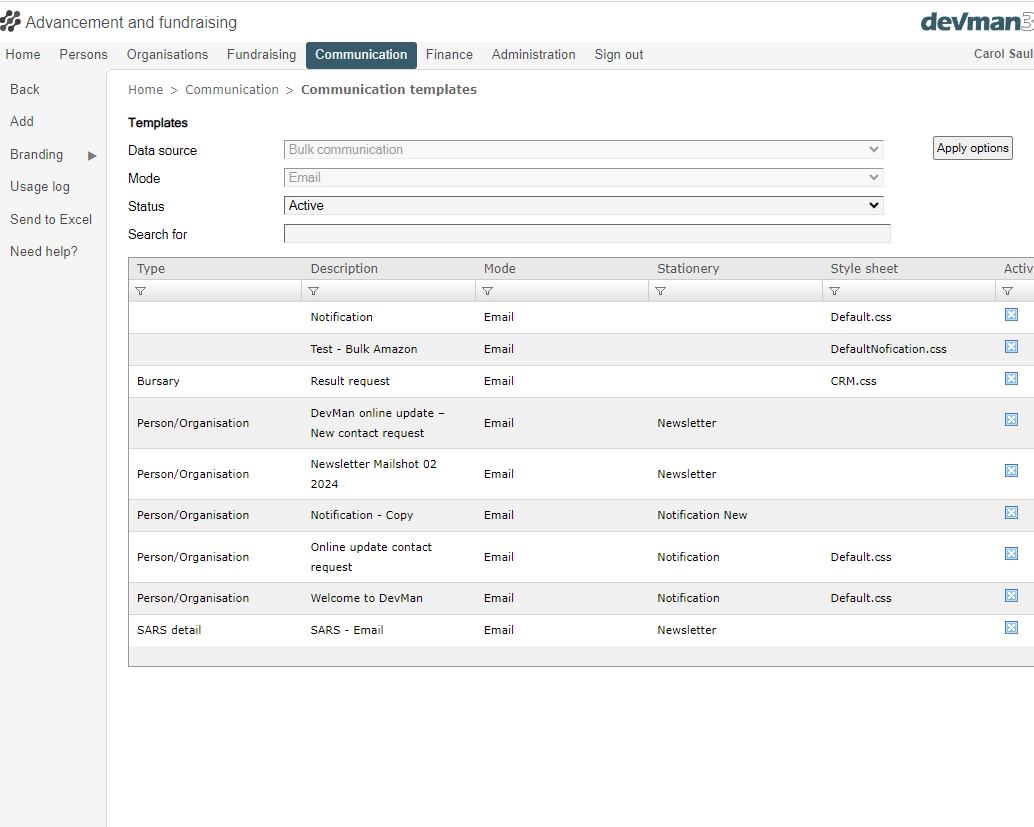 Advancement and fundraising
devman3
Home Persons Organisations Fundraising Communication Finance Administration Sign out Carol Saul
Back
Add
Branding
Usage log
Send to Excel
Need help?
Home > Communication > Communication templates
Templates
Data source Bulk communication Apply options
Mode Email
Status Active
Search for
Type Description Mode Stationery Style sheet Activ
Notification Email Default.css
Test - Bulk Amazon Email DefaultNofication.css
Bursary Result request Email CRM.css
Person/Organisation DevMan online update –
New contact request Email Newsletter
Person/Organisation Newsletter Mailshot 02
2024 Email Newsletter
Person/Organisation Notification - Copy Email Notification New
Person/Organisation Online update contact
request Email Notification Default.css
Person/Organisation Welcome to DevMan Email Notification Default.css
SARS detail SARS - Email Email Newsletter